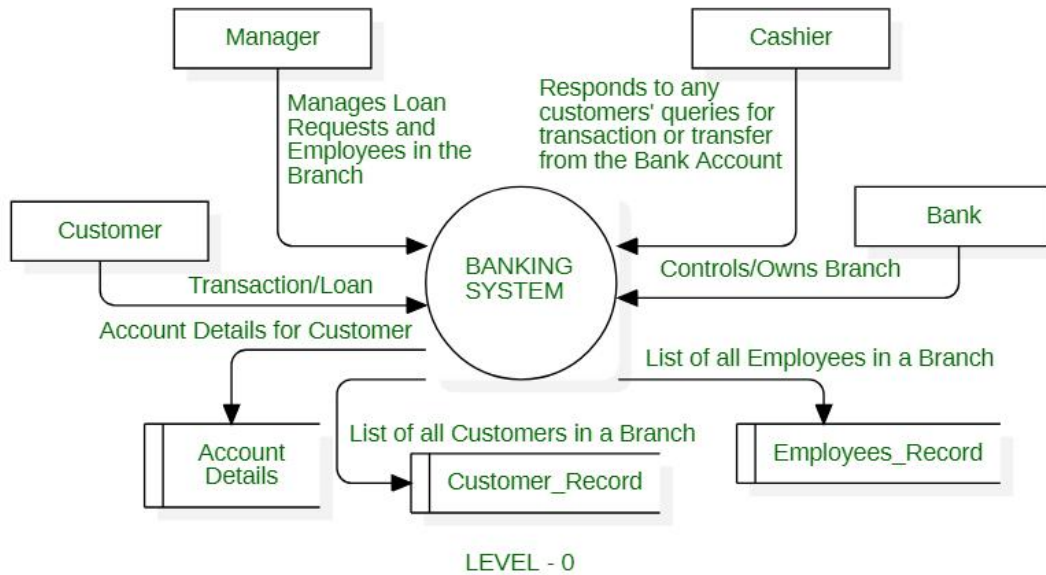 Manager
Cashier
Manages Loan
Requests and
Employees in the
Branch
Responds to any
customers' queries for
transaction or transfer
from the Bank Account
Customer
Bank
BANKING
SYSTEM
Transaction/Loan
Controls/Owns Branch
Account Details for Customer
List of all Employees in a Branch
List of all Customers in a Branch
Account
Details
Customer_Record
Employees_Record
LEVEL - 0